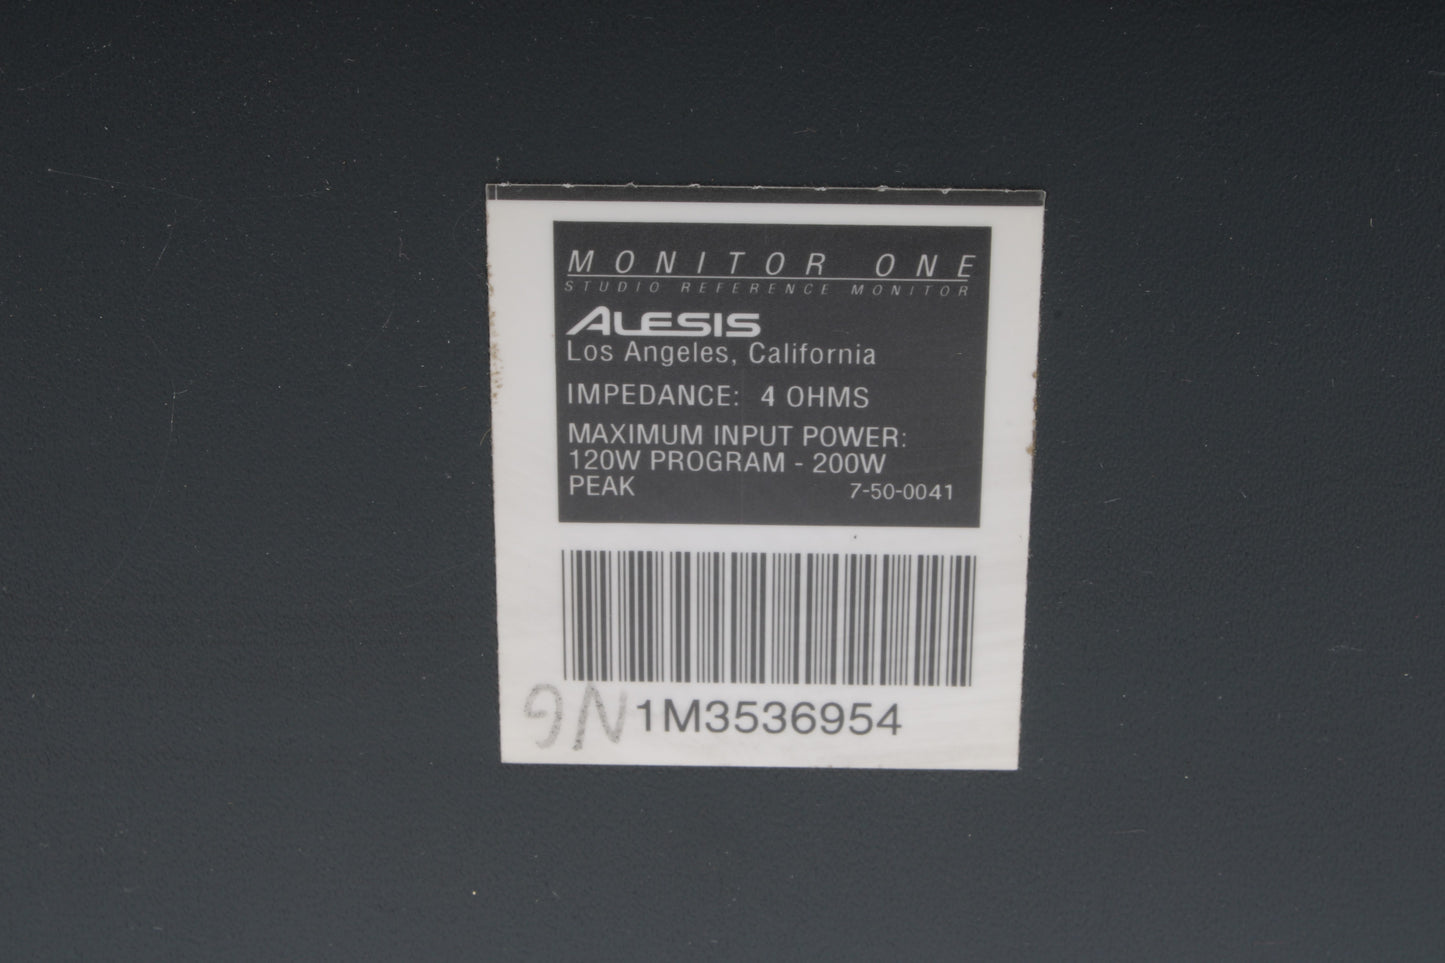 MONITOR ONE
STUDIO REFERENCE MONITOR
ALESIS
Los Angeles, California
IMPEDANCE: 4 OHMS
MAXIMUM INPUT POWER:
120W PROGRAM - 200W
PEAK 7-50-0041
1M3536954